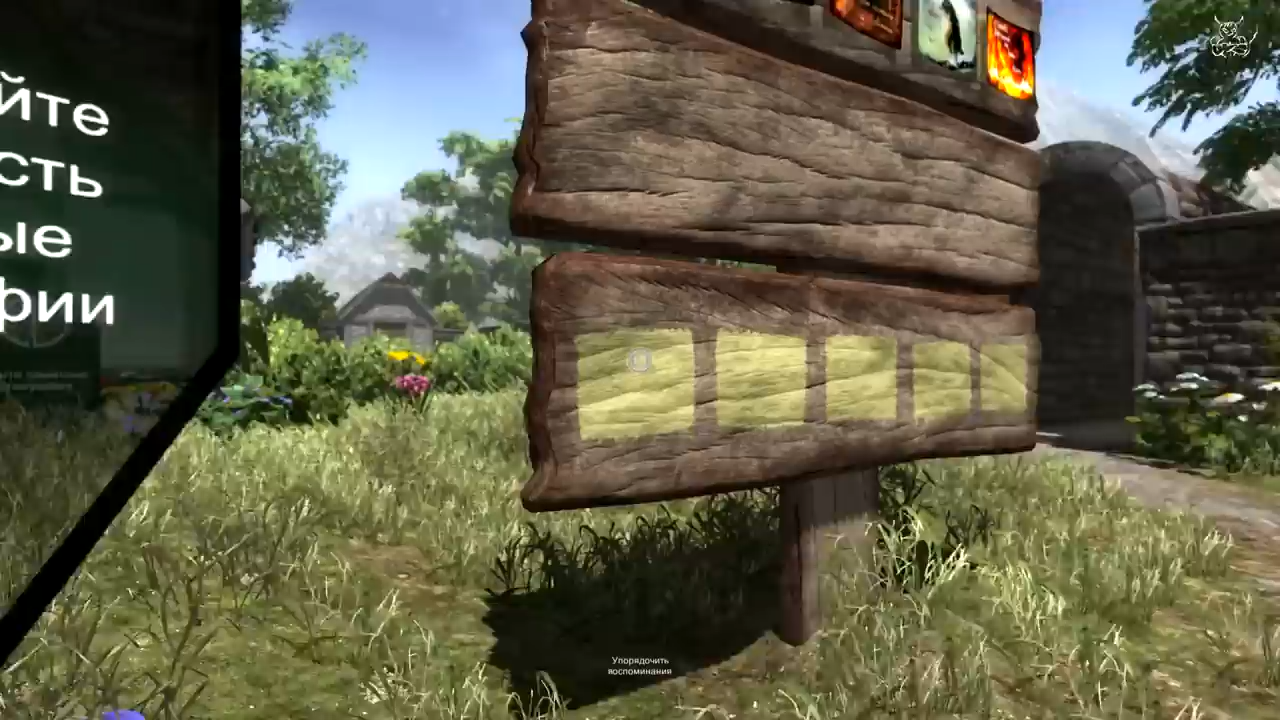 йте
сть
ые
фии
Упорядочить
воспоминания